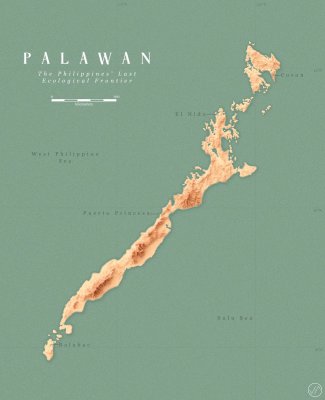 PALAWAN
The Philippines' Last
Ecological Frontier
Coron
El Nido
West Philippine
Sea
Puerto Princesa
Sulu Sea
Balabac